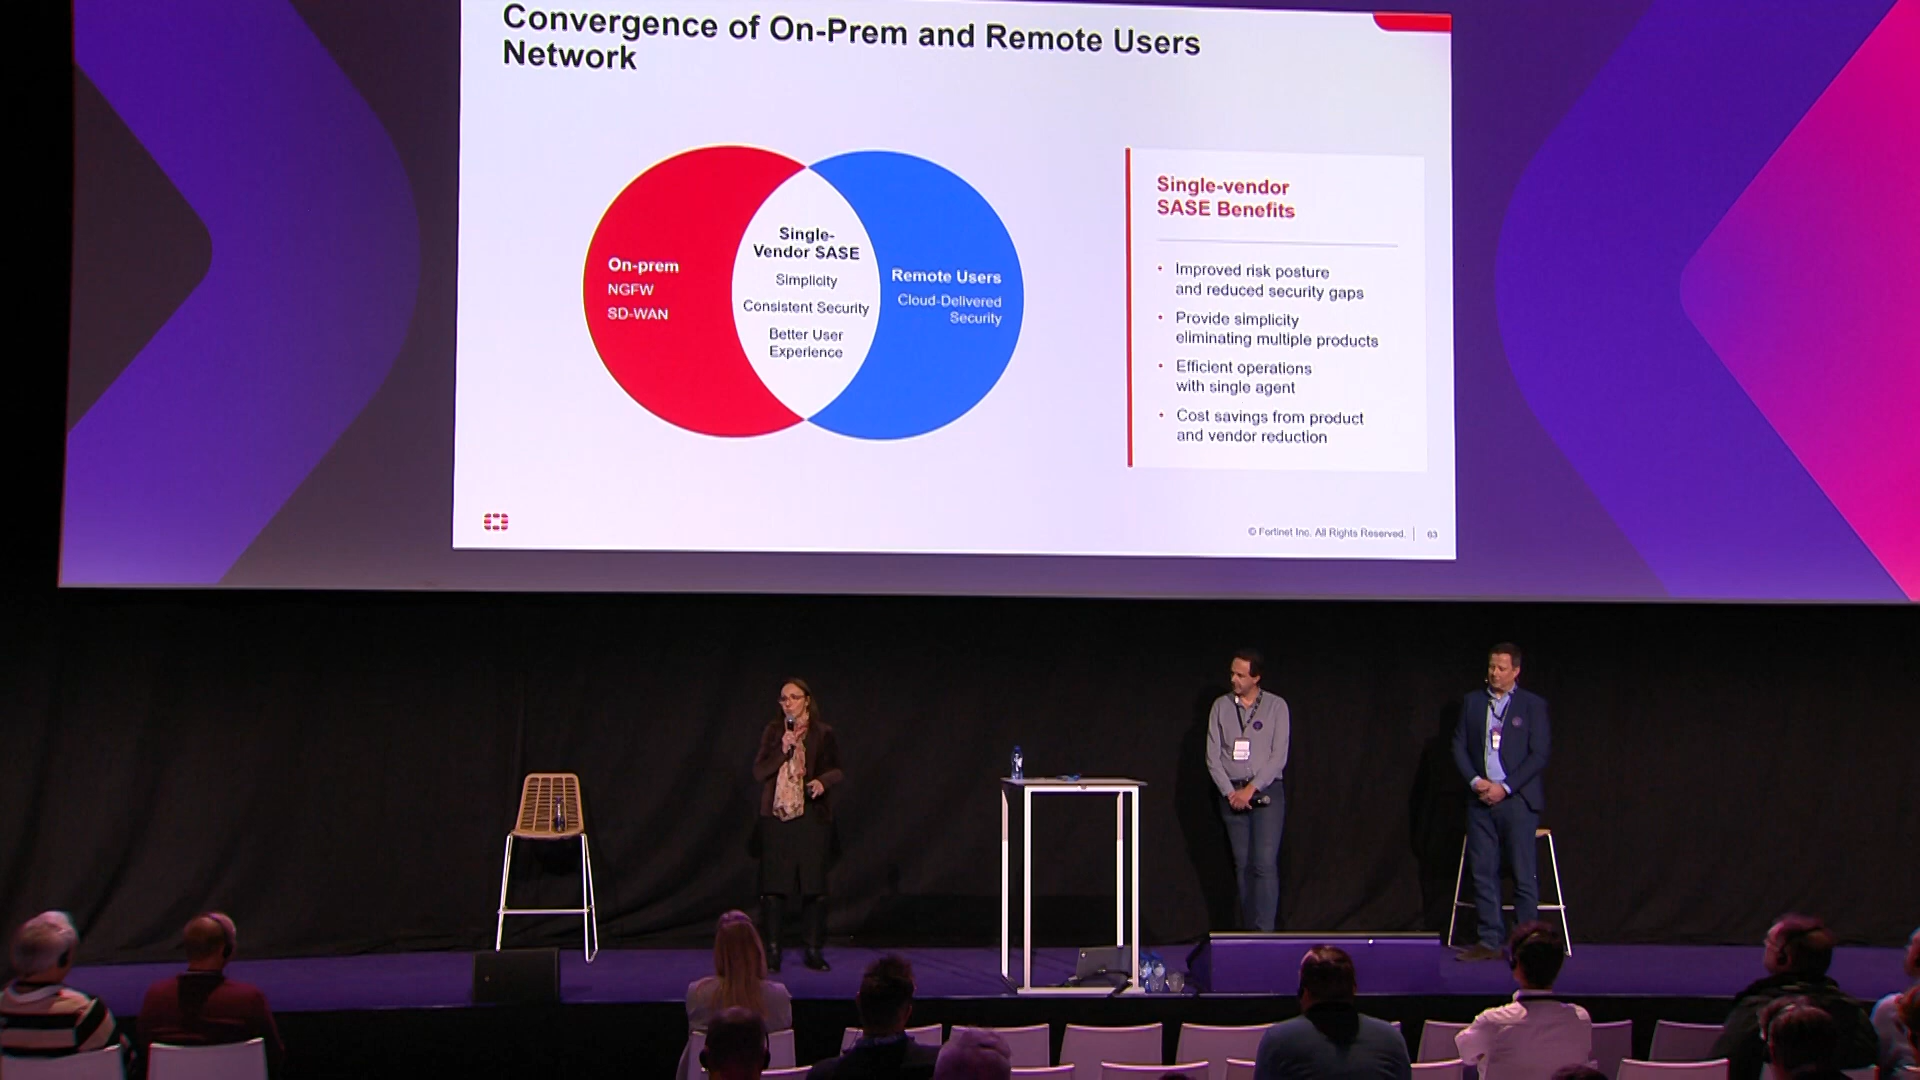 Convergence of On-Prem and Remote Users
Network
On-prem
NGFW
SD-WAN
Single-
Vendor SASE
Simplicity
Consistent Security
Better User
Experience
Remote Users
Cloud-Delivered
Security
Single-vendor
SASE Benefits
• Improved risk posture
and reduced security gaps
• Provide simplicity
eliminating multiple products
• Efficient operations
with single agent
• Cost savings from product
and vendor reduction
© Fortinet Inc. All Rights Reserved. 63